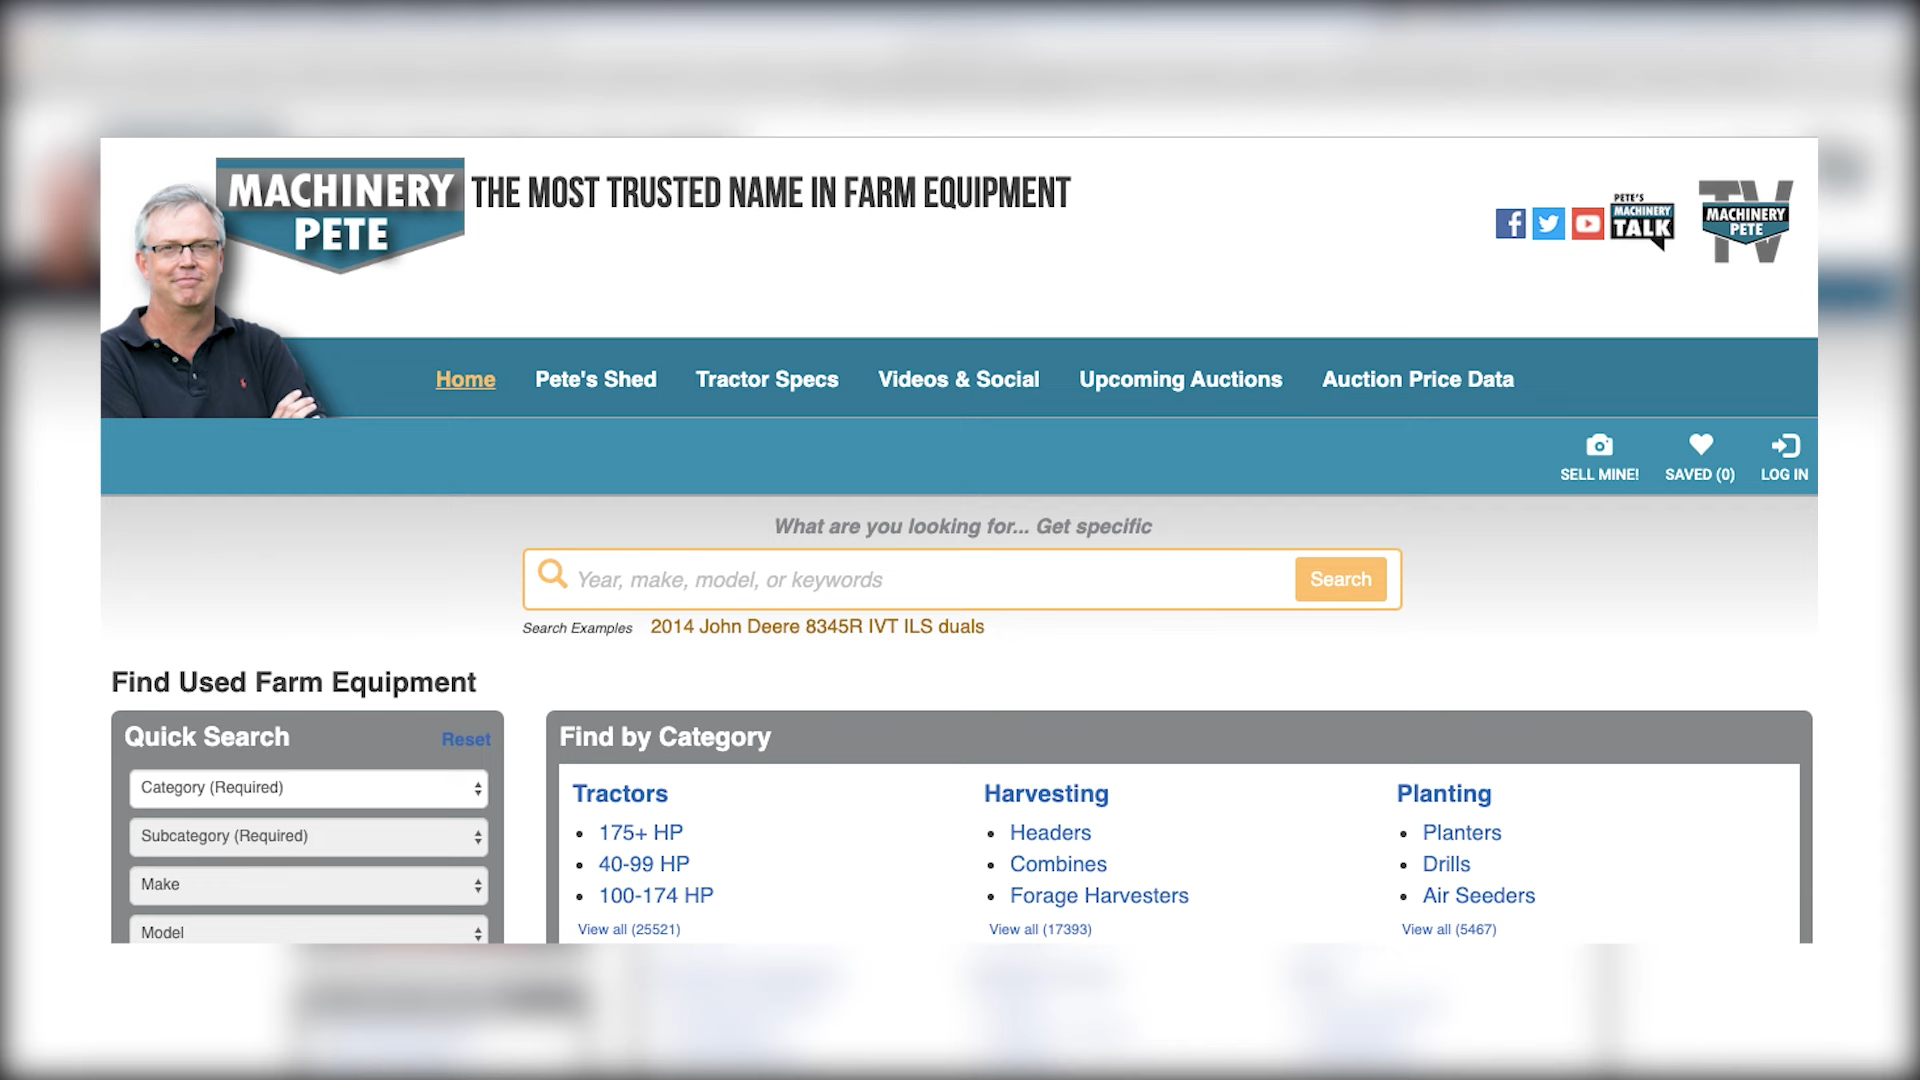 MACHINERY
PETE
THE MOST TRUSTED NAME IN FARM EQUIPMENT
PETE'S
MACHINERY
TALK
TV
MACHINERY
PETE
Home
Pete's Shed
Tractor Specs
Videos & Social
Upcoming Auctions
Auction Price Data
SELL MINE!
SAVED (0)
LOG IN
What are you looking for... Get specific
Year, make, model, or keywords
Search
Search Examples 2014 John Deere 8345R IVT ILS duals
Find Used Farm Equipment
Quick Search
Reset
Category (Required)
Subcategory (Required)
Make
Model
Find by Category
Tractors
175+ HP
40-99 HP
100-174 HP
View all (25521)
Harvesting
Headers
Combines
Forage Harvesters
View all (17393)
Planting
Planters
Drills
Air Seeders
View all (5467)